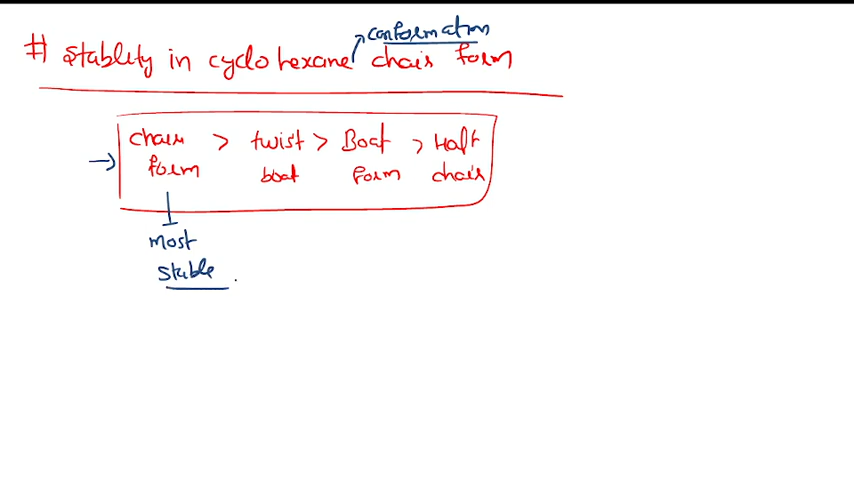 # Stablity in cyclohexane conformation chair form
chair > twist > Boat > Half
form boat form chair
→
most
stable.